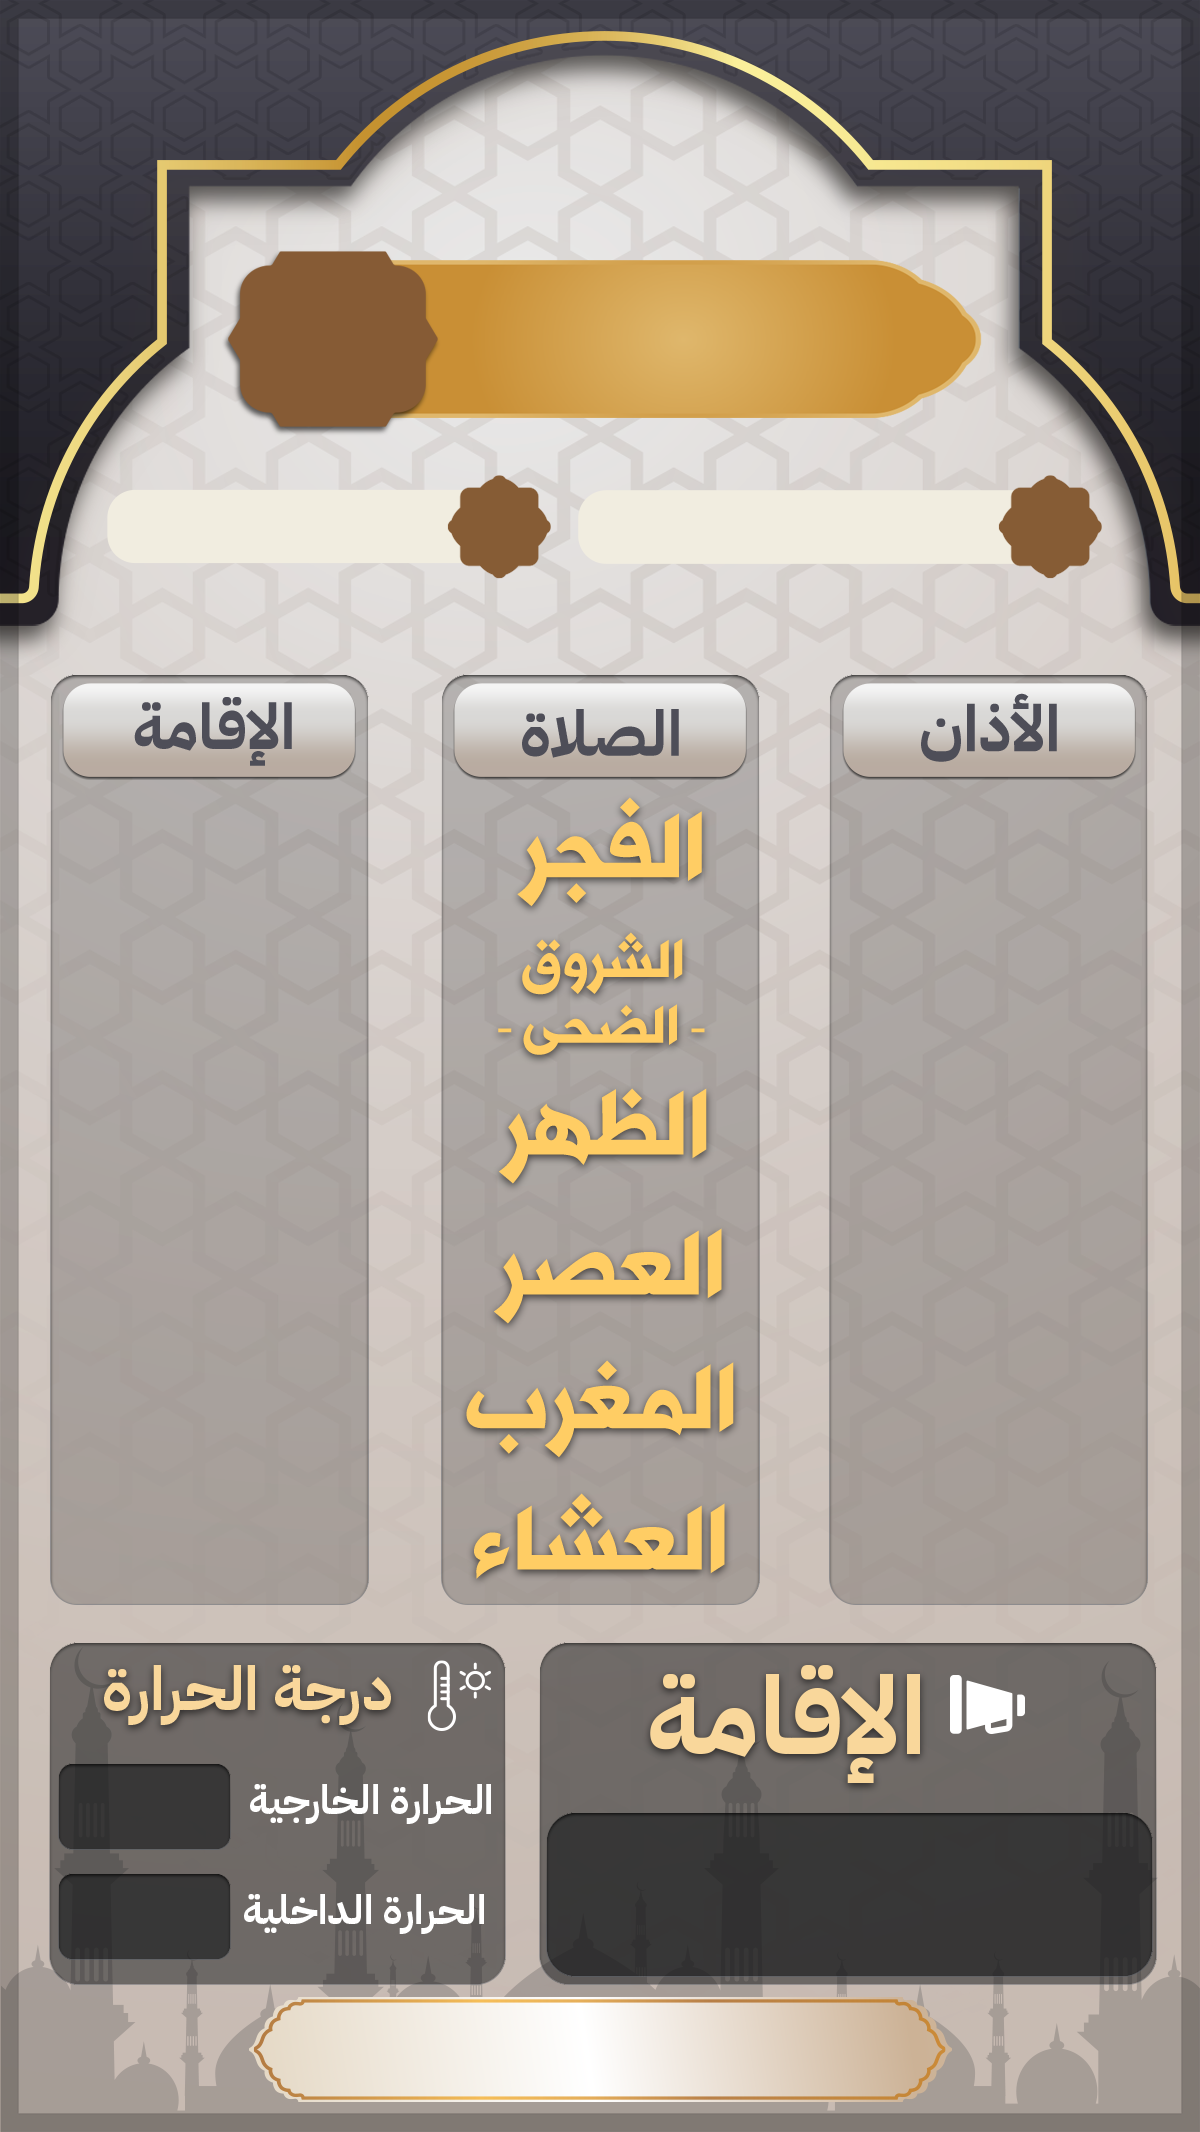 الأذان
الصلاة
الإقامة
الفجر
الشروق
- الضحى -
الظهر
العصر
المغرب
العشاء
الإقامة
درجة الحرارة
الحرارة الخارجية
الحرارة الداخلية